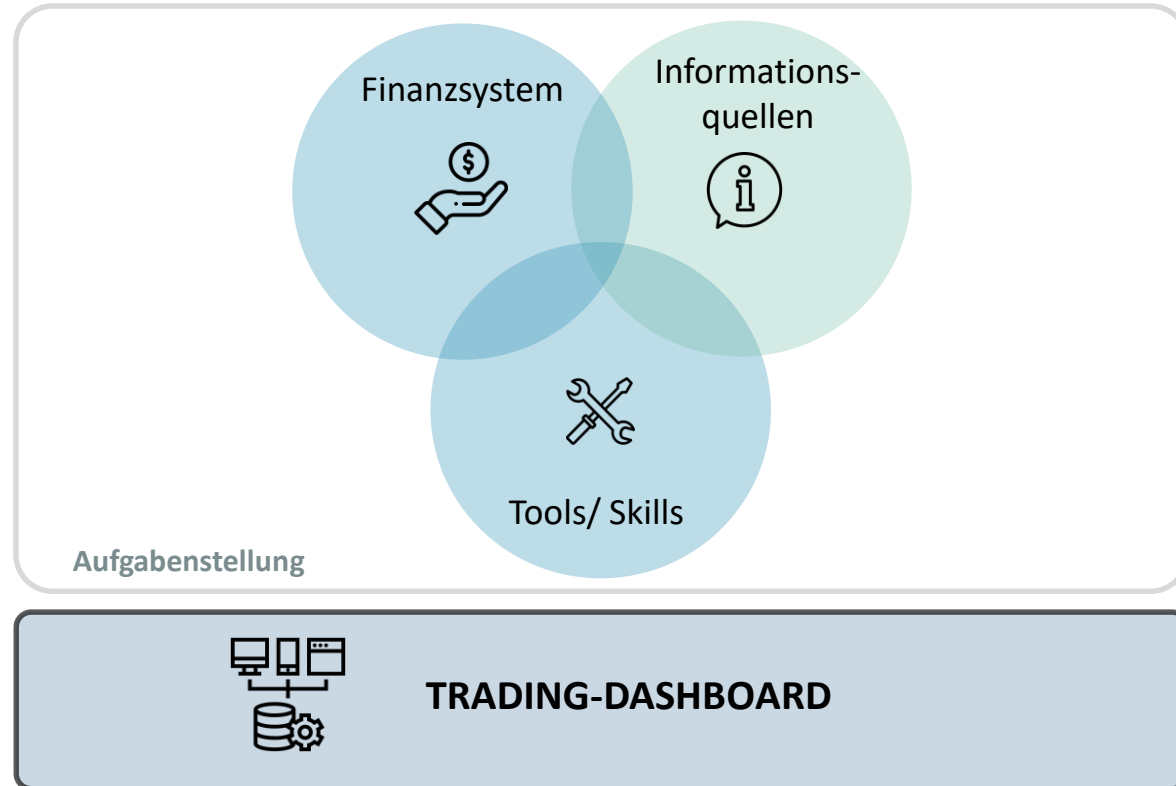 Finanzsystem
Informations-
quellen
Tools/ Skills
Aufgabenstellung
TRADING-DASHBOARD